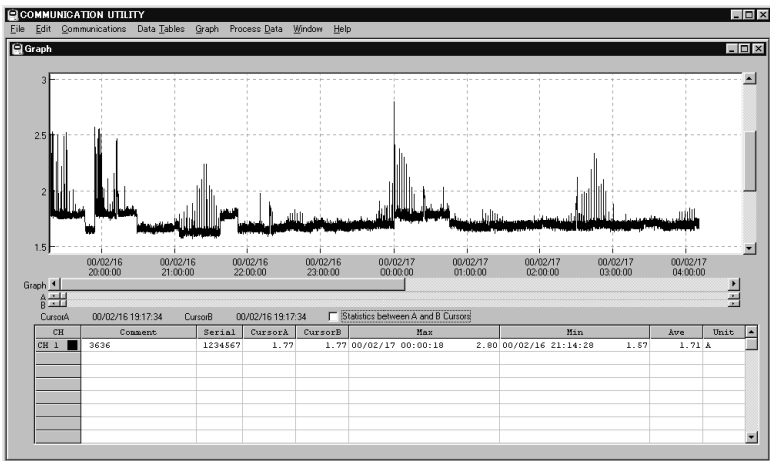 COMMUNICATION UTILITY
File Edit Communications Data Tables Graph Process Data Window Help
Graph
3
2.5
2
1.5
00/02/16 00/02/16 00/02/16 00/02/16 00/02/17 00/02/17 00/02/17 00/02/17 00/02/17
20:00:00 21:00:00 22:00:00 23:00:00 00:00:00 01:00:00 02:00:00 03:00:00 04:00:00
Graph
A
B
CursorA 00/02/16 19:17:34 CursorB 00/02/16 19:17:34 Statistics between A and B Cursors
CH Comment Serial CursorA CursorB Max Min Ave Unit
CH 1 3636 1234567 1.77 1.77 00/02/17 00:00:18 2.80 00/02/16 21:14:28 1.57 1.71 A